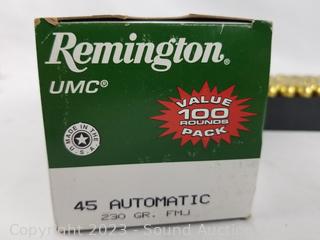 Remington®
UMC®
VALUE
100
ROUNDS
PACK
MADE IN THE
U.S.A.
45 AUTOMATIC
230 GR. FMJ
Copyright 2023 - Sound Auction